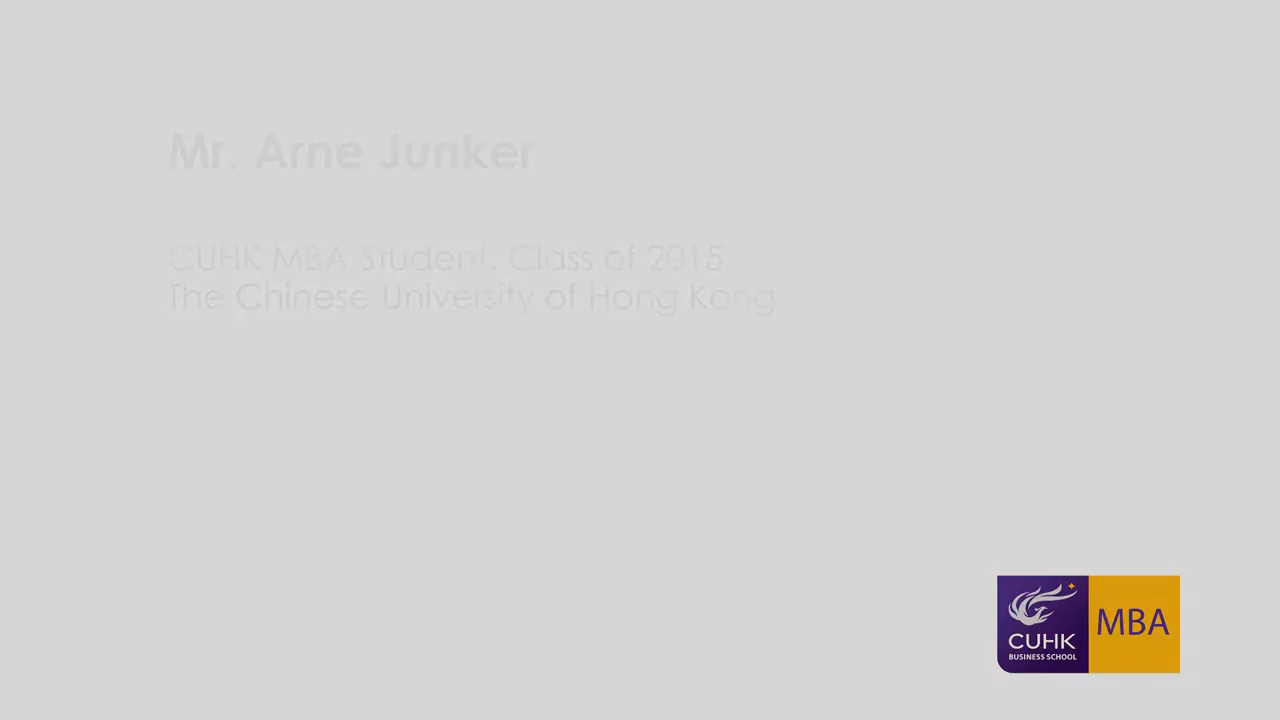 Mr. Arne Junker
CUHK MBA Student, Class of 2015
The Chinese University of Hong Kong
CUHK
BUSINESS SCHOOL
MBA